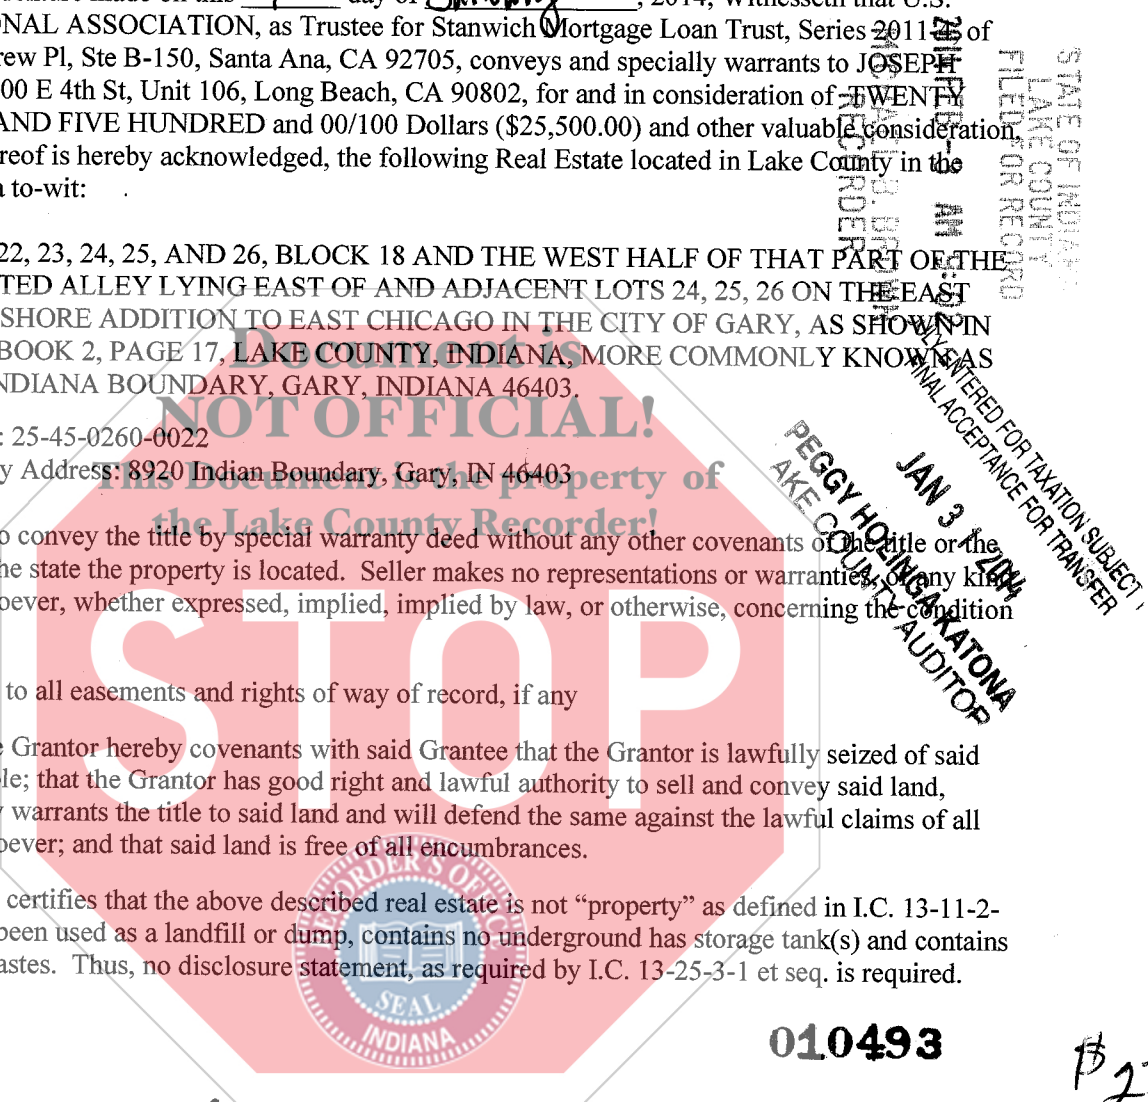 day of , 2014, Witnesseth that U.S.
NAL ASSOCIATION, as Trustee for Stanwich Mortgage Loan Trust, Series 2011- of
rew Pl, Ste B-150, Santa Ana, CA 92705, conveys and specially warrants to JOSEPH
00 E 4th St, Unit 106, Long Beach, CA 90802, for and in consideration of TWENTY
AND FIVE HUNDRED and 00/100 Dollars ($25,500.00) and other valuable consideration,
reof is hereby acknowledged, the following Real Estate located in Lake County in the
to-wit:
STATE OF INDIA
LAKE COUNTY
FILED FOR RECORD
AM
RECORDER
22, 23, 24, 25, AND 26, BLOCK 18 AND THE WEST HALF OF THAT PART OF THE
TED ALLEY LYING EAST OF AND ADJACENT LOTS 24, 25, 26 ON THE EAST
SHORE ADDITION TO EAST CHICAGO IN THE CITY OF GARY, AS SHOWN IN
BOOK 2, PAGE 17, LAKE COUNTY, INDIANA, MORE COMMONLY KNOWN AS
NDIANA BOUNDARY, GARY, INDIANA 46403.
Document is
NOT OFFICIAL!
This Document is the property of
the Lake County Recorder!
: 25-45-0260-0022
y Address: 8920 Indian Boundary, Gary, IN 46403
LY ENTERED FOR TAXATION SUBJECT
FINAL ACCEPTANCE FOR TRANSFER
JAN 31 2014
PEGGY HOLINGA KATONA
AKE COUNTY AUDITOR
o convey the title by special warranty deed without any other covenants of the title or the
he state the property is located. Seller makes no representations or warranties, of any kind
oever, whether expressed, implied, implied by law, or otherwise, concerning the condition
STOP
to all easements and rights of way of record, if any
e Grantor hereby covenants with said Grantee that the Grantor is lawfully seized of said
le; that the Grantor has good right and lawful authority to sell and convey said land,
y warrants the title to said land and will defend the same against the lawful claims of all
oever; and that said land is free of all encumbrances.
certifies that the above described real estate is not “property” as defined in I.C. 13-11-2-
been used as a landfill or dump, contains no underground has storage tank(s) and contains
astes. Thus, no disclosure statement, as required by I.C. 13-25-3-1 et seq. is required.
RECORDER'S OFFICE
SEAL
INDIANA
010493
$